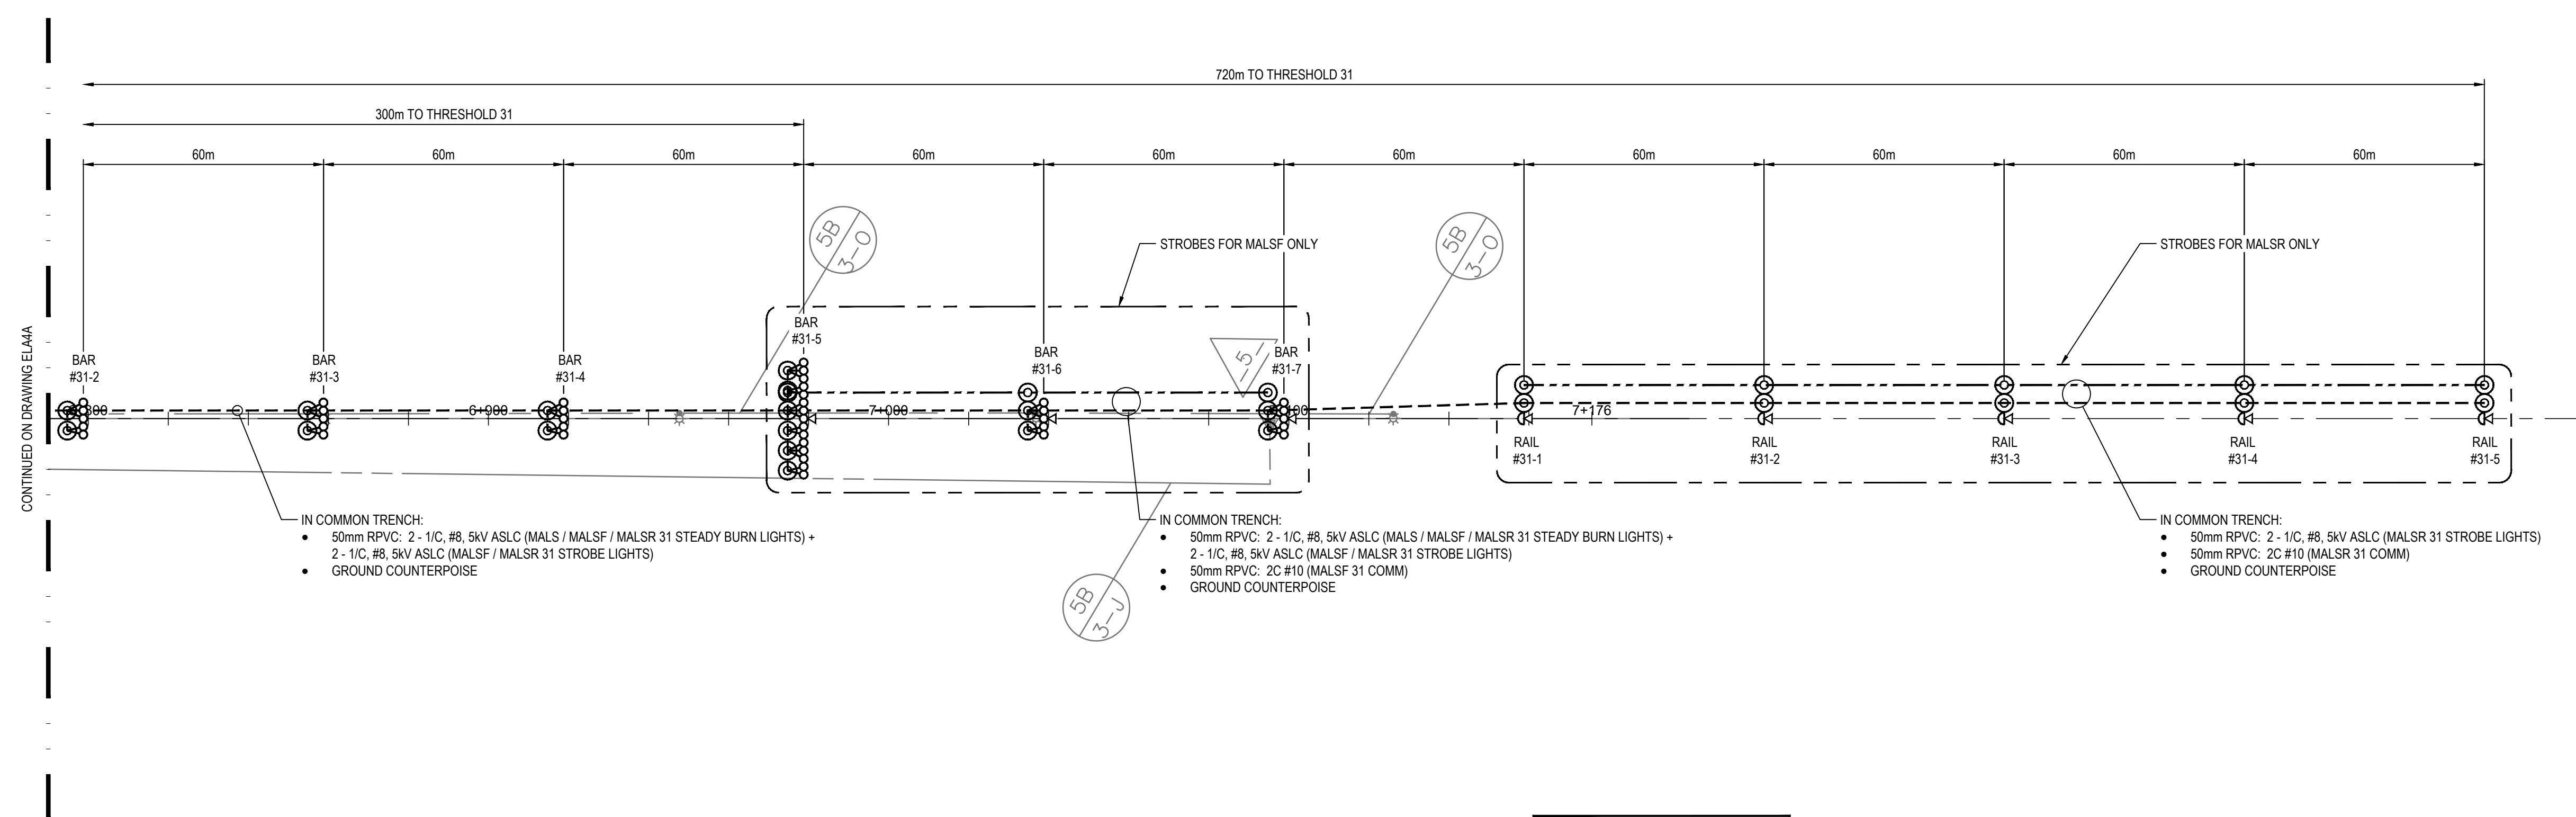 720m TO THRESHOLD 31
300m TO THRESHOLD 31
60m
60m
60m
60m
60m
60m
60m
60m
60m
60m
5B
3-O
5B
3-O
STROBES FOR MALSF ONLY
STROBES FOR MALSR ONLY
CONTINUED ON DRAWING ELA4A
BAR
#31-2
BAR
#31-3
BAR
#31-4
BAR
#31-5
BAR
#31-6
5
BAR
#31-7
6+900
7+000
7+176
RAIL
#31-1
RAIL
#31-2
RAIL
#31-3
RAIL
#31-4
RAIL
#31-5
IN COMMON TRENCH:
● 50mm RPVC: 2 - 1/C, #8, 5kV ASLC (MALS / MALSF / MALSR 31 STEADY BURN LIGHTS) +
2 - 1/C, #8, 5kV ASLC (MALSF / MALSR 31 STROBE LIGHTS)
● GROUND COUNTERPOISE
IN COMMON TRENCH:
● 50mm RPVC: 2 - 1/C, #8, 5kV ASLC (MALS / MALSF / MALSR 31 STEADY BURN LIGHTS) +
2 - 1/C, #8, 5kV ASLC (MALSF / MALSR 31 STROBE LIGHTS)
● 50mm RPVC: 2C #10 (MALSF 31 COMM)
● GROUND COUNTERPOISE
IN COMMON TRENCH:
● 50mm RPVC: 2 - 1/C, #8, 5kV ASLC (MALSR 31 STROBE LIGHTS)
● 50mm RPVC: 2C #10 (MALSR 31 COMM)
● GROUND COUNTERPOISE
5B
3-J